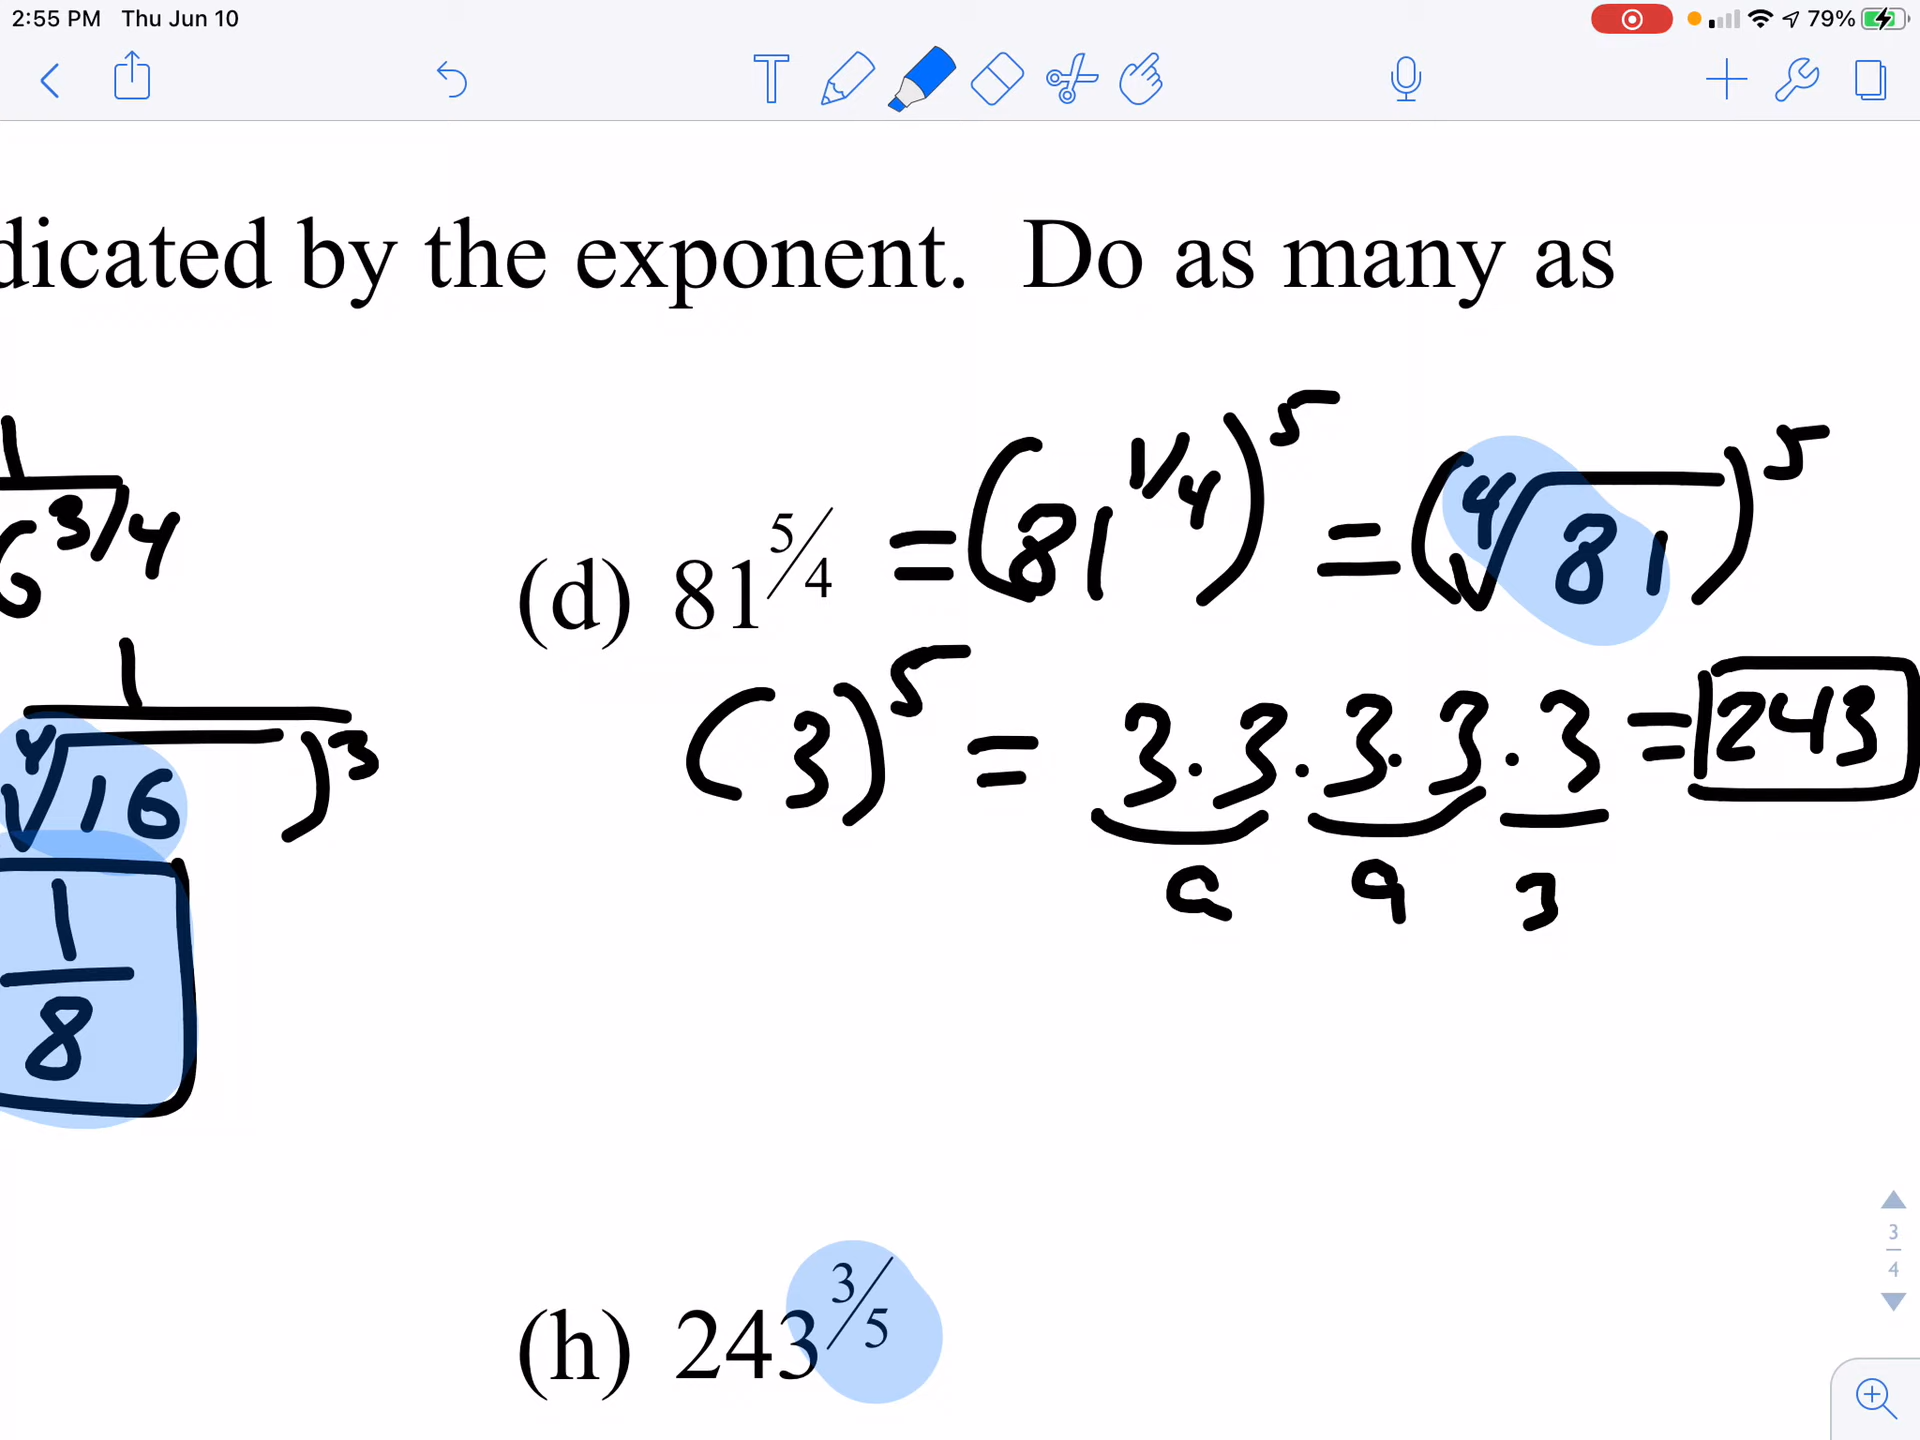 2:55 PM Thu Jun 10
79%
T
dicated by the exponent. Do as many as
1
3/4
(d) 81^5/4 = (81^1/4)^5 = (∜81)^5
(3)^5 = 3·3·3·3·3 = 243
9 9 3
1
(∜16)^3
1
8
3
4
(h) 243^3/5